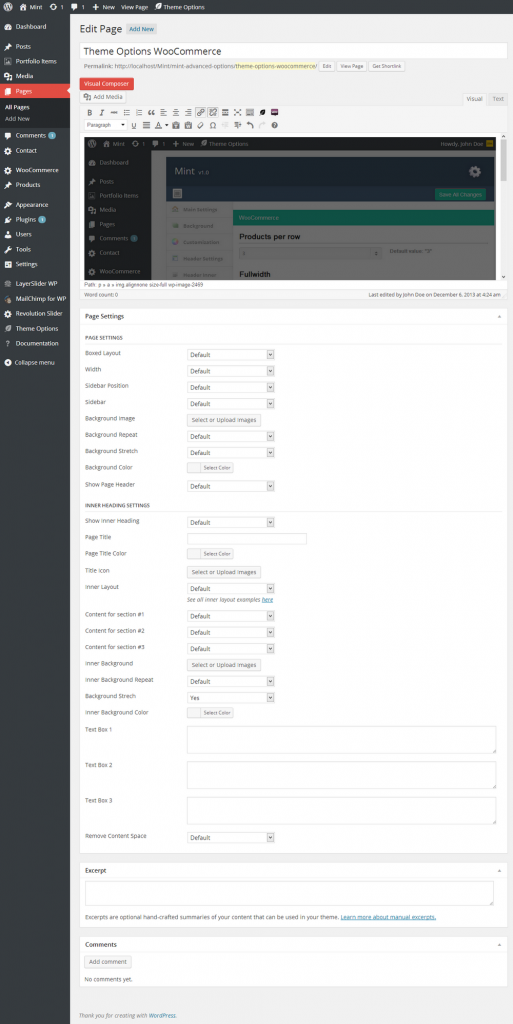 Mint 1 1 New View Page Theme Options
Dashboard
Posts
Portfolio Items
Media
Pages
All Pages
Add New
Comments 1
Contact
WooCommerce
Products
Appearance
Plugins 1
Users
Tools
Settings
LayerSlider WP
MailChimp for WP
Revolution Slider
Theme Options
Documentation
Collapse menu
Edit Page Add New
Theme Options WooCommerce
Permalink: http://localhost/Mint/mint-advanced-options/theme-options-woocommerce/ Edit View Page Get Shortlink
Visual Composer
Add Media Visual Text
Paragraph
Mint 1 1 New Theme Options Howdy, John Doe
Dashboard
Posts
Portfolio Items
Media
Pages
Comments 1
Contact
WooCommerce
Mint v1.0
Save All Changes
Main Settings
Background
Customization
Header Settings
Header Inner
WooCommerce
Products per row
Default value: "3"
Fullwidth
Path: p » a » img.alignnone.size-full.wp-image-2469
Word count: 0 Last edited by John Doe on December 6, 2013 at 4:24 am
Page Settings
PAGE SETTINGS
Boxed Layout Default
Width Default
Sidebar Position Default
Sidebar Default
Background Image Select or Upload Images
Background Repeat Default
Background Stretch Default
Background Color Select Color
Show Page Header Default
INNER HEADING SETTINGS
Show Inner Heading Default
Page Title
Page Title Color Select Color
Title Icon Select or Upload Images
Inner Layout Default
See all inner layout examples here
Content for section #1 Default
Content for section #2 Default
Content for section #3 Default
Inner Background Select or Upload Images
Inner Background Repeat Default
Background Strech Yes
Inner Background Color Select Color
Text Box 1
Text Box 2
Text Box 3
Remove Content Space Default
Excerpt
Excerpts are optional hand-crafted summaries of your content that can be used in your theme. Learn more about manual excerpts.
Comments
Add comment
No comments yet.
Thank you for creating with WordPress.